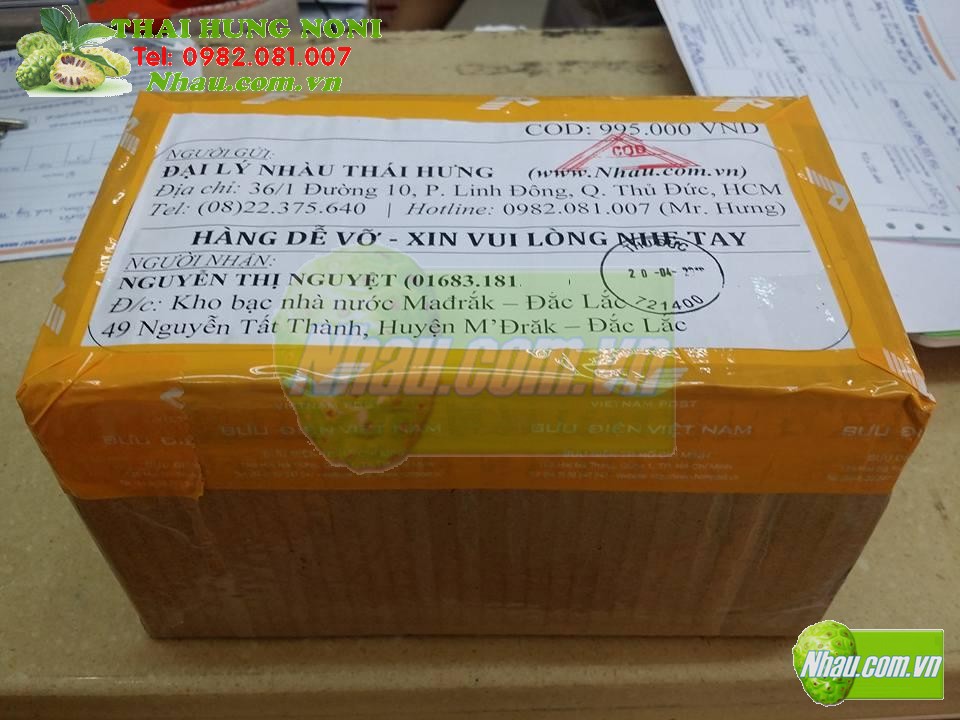 THAI HUNG NONI
Tel: 0982.081.007
Nhau.com.vn
COD: 995.000 VND
NGƯỜI GỬI:
COD
ĐẠI LÝ NHÀU THÁI HƯNG (www.Nhau.com.vn)
Địa chỉ: 36/1 Đường 10, P. Linh Đông, Q. Thủ Đức, HCM
Tel: (08)22.375.640 | Hotline: 0982.081.007 (Mr. Hưng)
HÀNG DỄ VỠ - XIN VUI LÒNG NHẸ TAY
NGƯỜI NHẬN:
NGUYỄN THỊ NGUYỆT (01683.181
20-04-
721400
Đ/c: Kho bạc nhà nước Mađrắk – Đắc Lắc
49 Nguyễn Tất Thành, Huyện M'Đrăk – Đắc Lắc
Nhau.com.vn
VIETNAM POST
BƯU ĐIỆN VIỆT NAM BƯU ĐIỆN VIỆT NAM
Nhau.com.vn